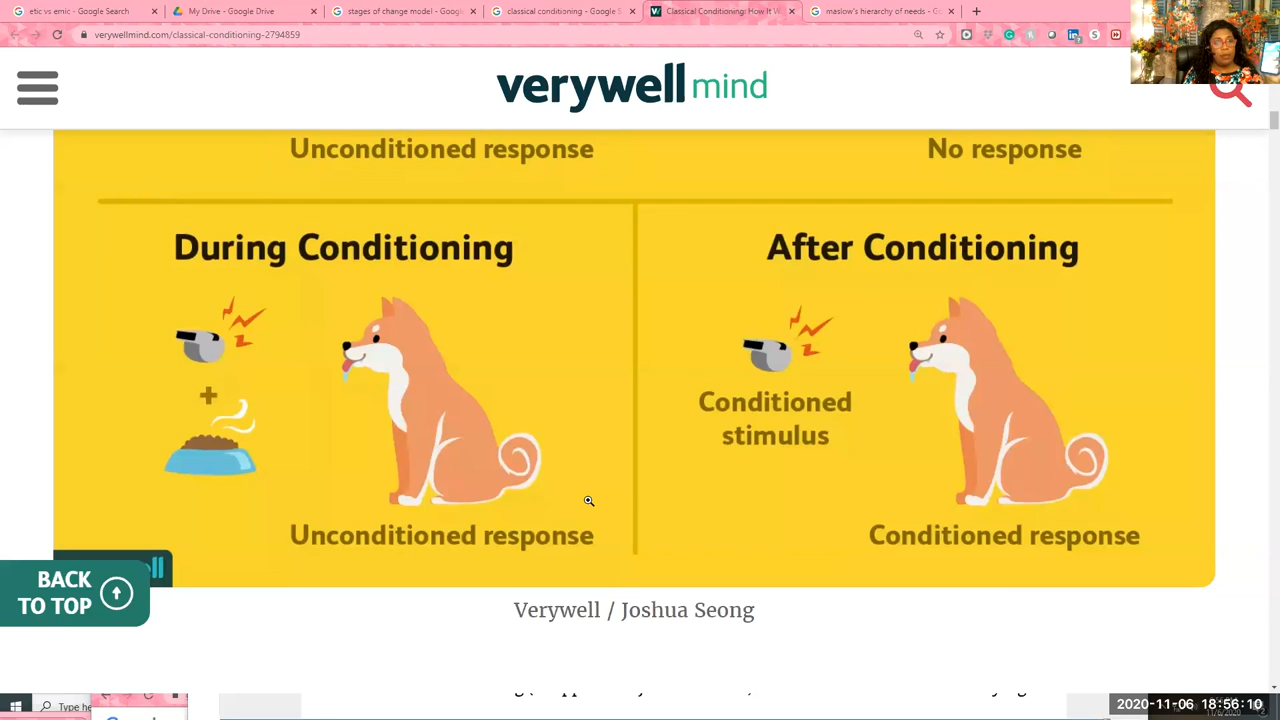 etic vs emic - Google Search
My Drive - Google Drive
stages of change model - Googl
classical conditioning - Google S
Classical Conditioning: How It W
maslow's hierarchy of needs - G
verywellmind.com/classical-conditioning-2794859
verywell mind
Unconditioned response
No response
During Conditioning
After Conditioning
+
Conditioned
stimulus
Unconditioned response
Conditioned response
BACK
TO TOP
Verywell / Joshua Seong
Type he
2020-11-06 18:56:10